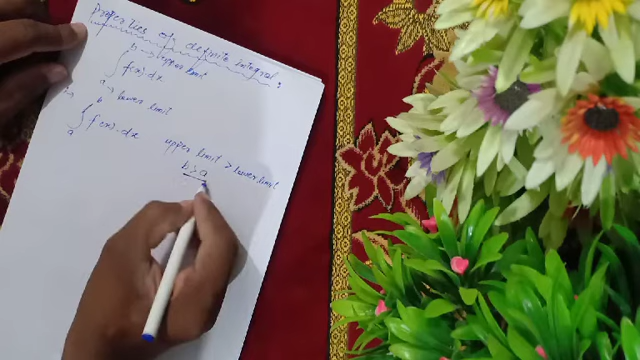 Properties of definite integral:
b → upper limit
∫ f(x) dx
a → lower limit
b
∫ f(x) dx
a
upper limit > lower limit
b > a